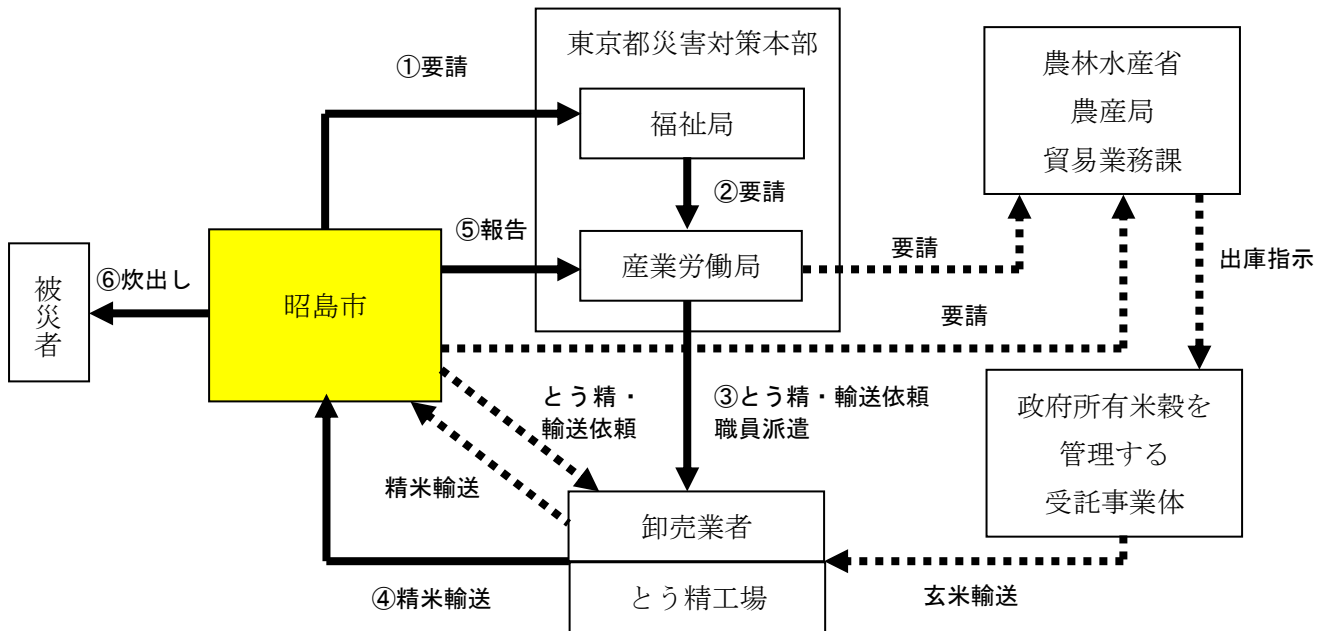 東京都災害対策本部
①要請
福祉局
②要請
⑤報告
産業労働局
農林水産省
農産局
貿易業務課
要請
出庫指示
要請
被災者
⑥炊出し
昭島市
とう精・
輸送依頼
③とう精・輸送依頼
職員派遣
政府所有米穀を
管理する
受託事業体
精米輸送
卸売業者
④精米輸送
とう精工場
玄米輸送